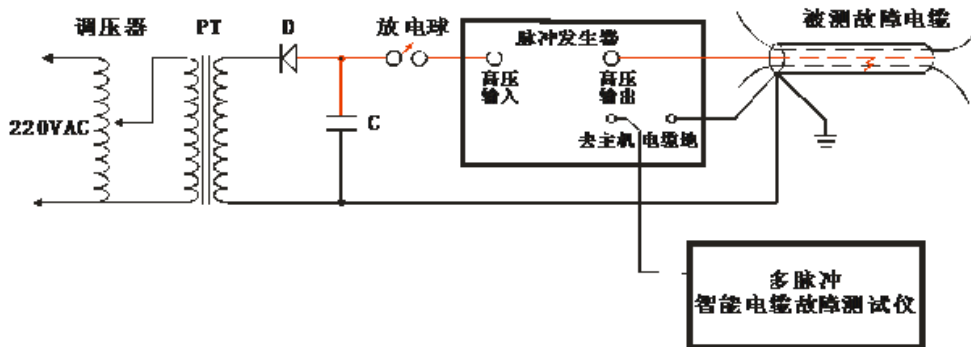 调压器
PT
D
放电球
脉冲发生器
被测故障电缆
高压
输入
高压
输出
220VAC
C
去主机
电缆地
多脉冲
智能电缆故障测试仪